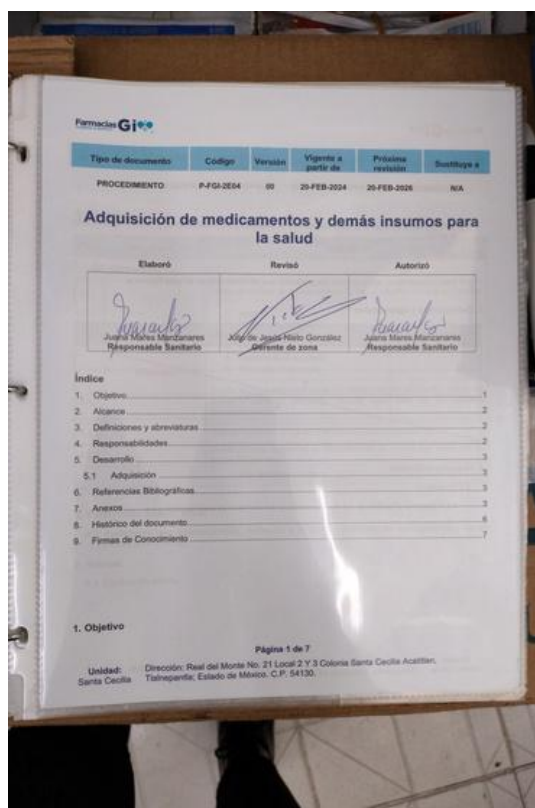 Farmacias Gi
Tipo de documento Código Versión Vigente a partir de Próxima revisión Sustituye a
PROCEDIMIENTO P-FGI-2E04 00 20-FEB-2024 20-FEB-2026 N/A
Adquisición de medicamentos y demás insumos para
la salud
Elaboró Revisó Autorizó
Juana Mares Manzanares Julio de Jesús Nieto González Juana Mares Manzanares
Responsable Sanitario Gerente de zona Responsable Sanitario
Índice
1. Objetivo 1
2. Alcance 2
3. Definiciones y abreviaturas 2
4. Responsabilidades 2
5. Desarrollo 3
5.1 Adquisición 3
6. Referencias Bibliográficas 3
7. Anexos 3
8. Histórico del documento 6
9. Firmas de Conocimiento 7
1. Objetivo
Página 1 de 7
Unidad: Dirección: Real del Monte No. 21 Local 2 Y 3 Colonia Santa Cecilia Acatitlen,
Santa Cecilia Tlalnepantla; Estado de México. C.P. 54130.